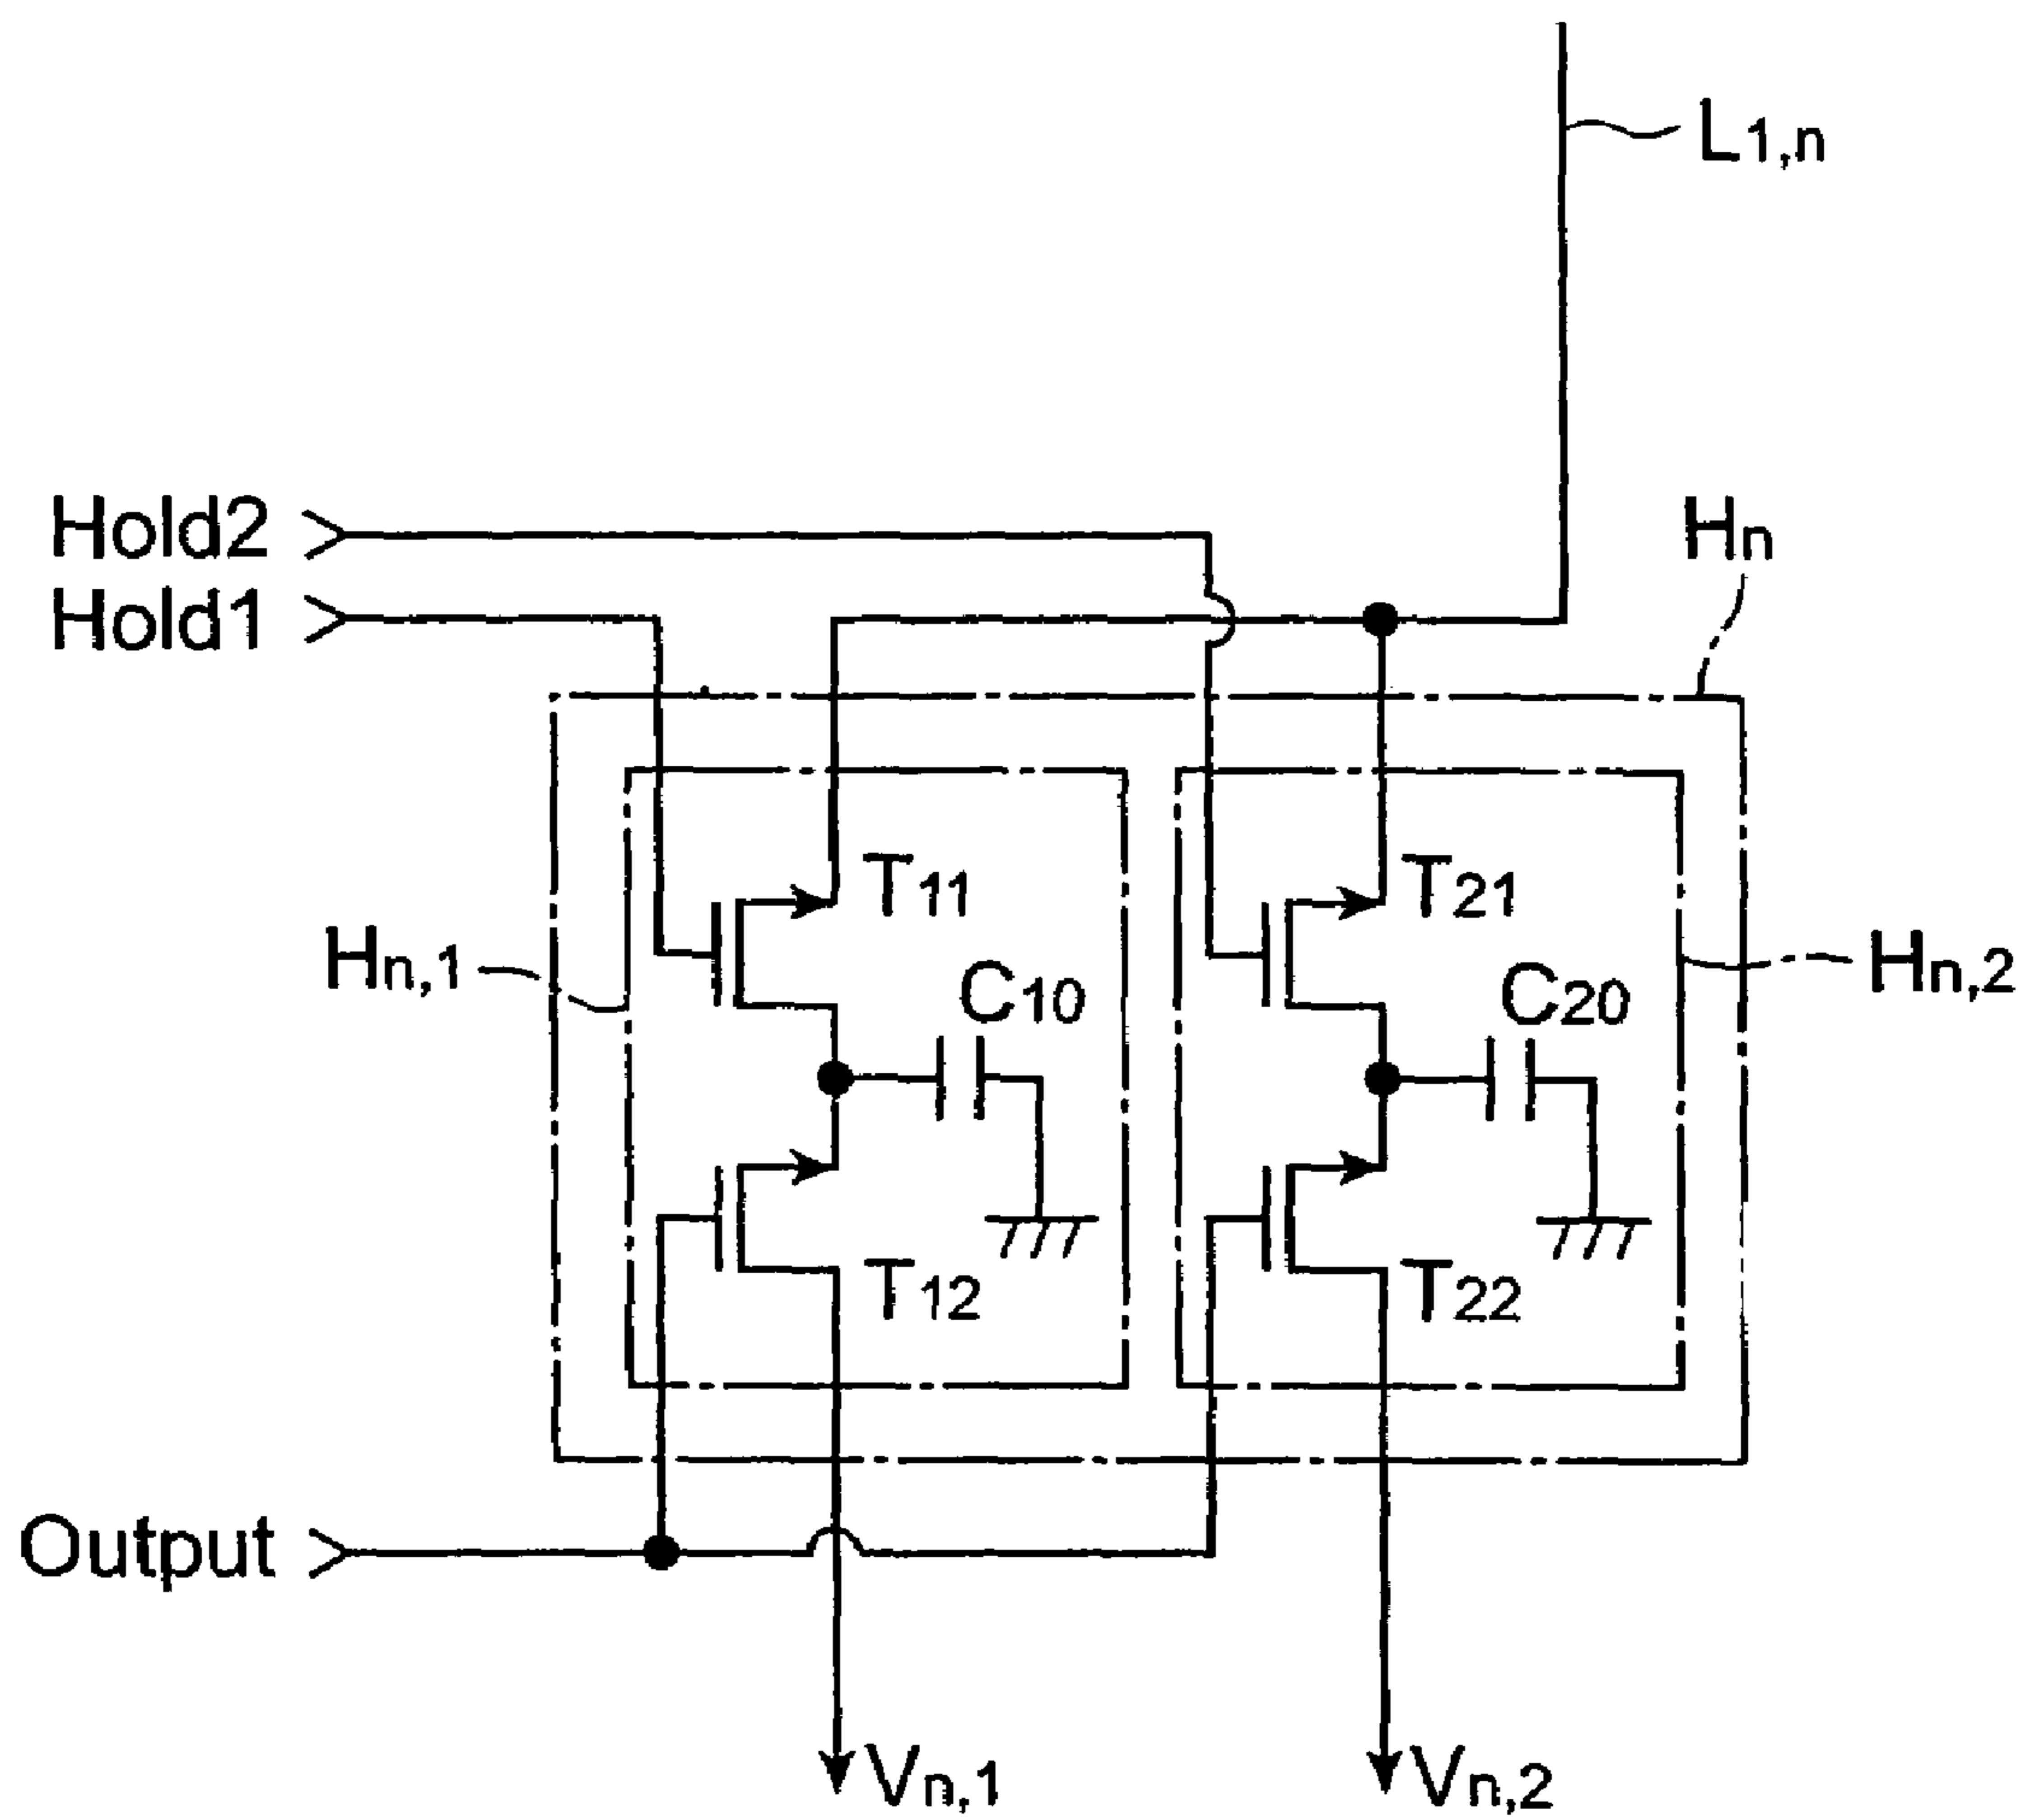 L1,n
Hold2
Hn
Hold1
T11
T21
Hn,1
C10
C20
Hn,2
T12
T22
Output
Vn,1
Vn,2